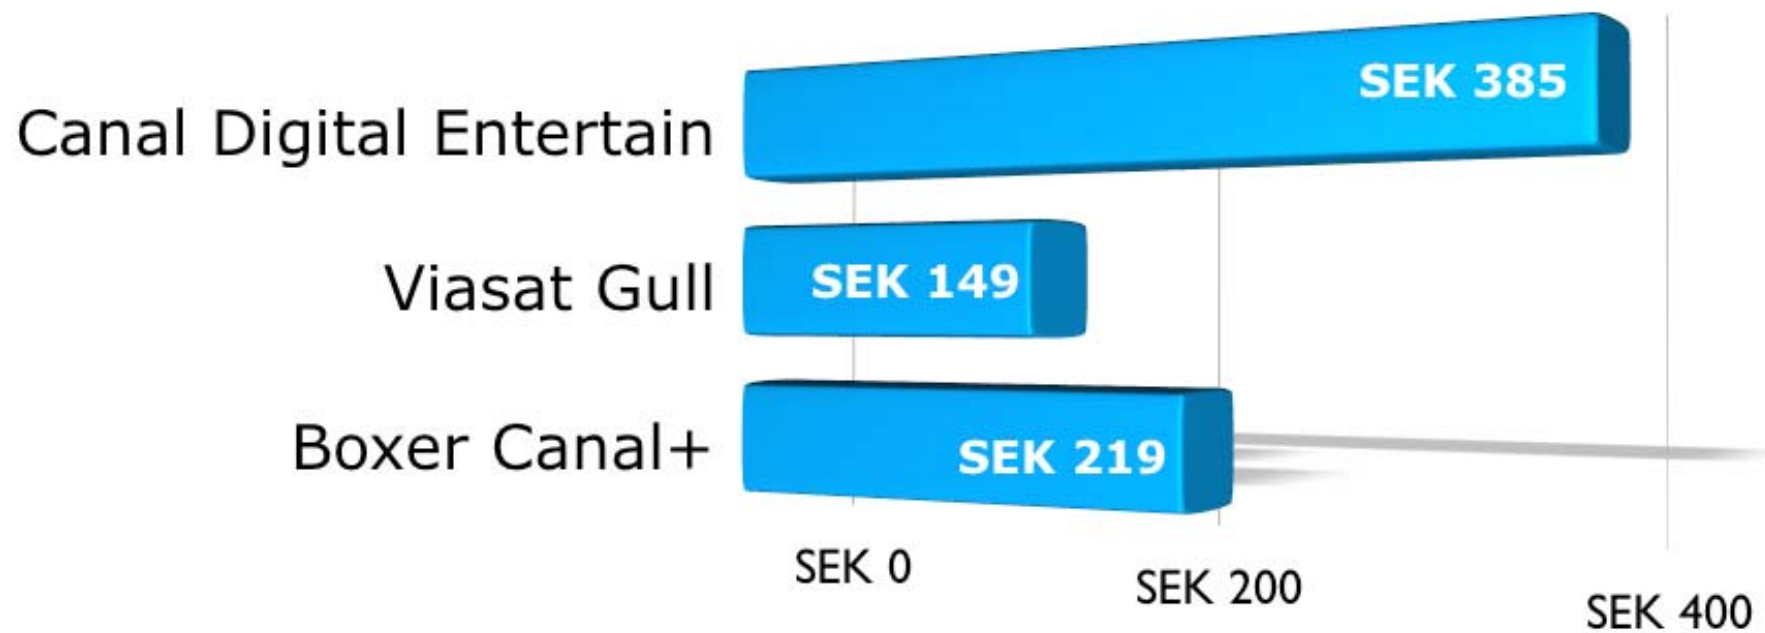 Canal Digital Entertain
SEK 385
Viasat Gull
SEK 149
Boxer Canal+
SEK 219
SEK 0
SEK 200
SEK 400